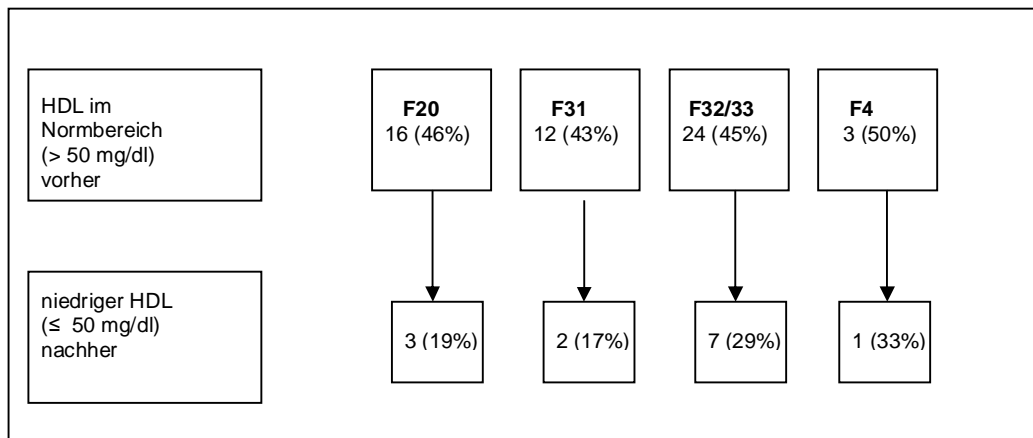 HDL im
Normbereich
(> 50 mg/dl)
vorher
F20
16 (46%)
F31
12 (43%)
F32/33
24 (45%)
F4
3 (50%)
niedriger HDL
(≤ 50 mg/dl)
nachher
3 (19%)
2 (17%)
7 (29%)
1 (33%)